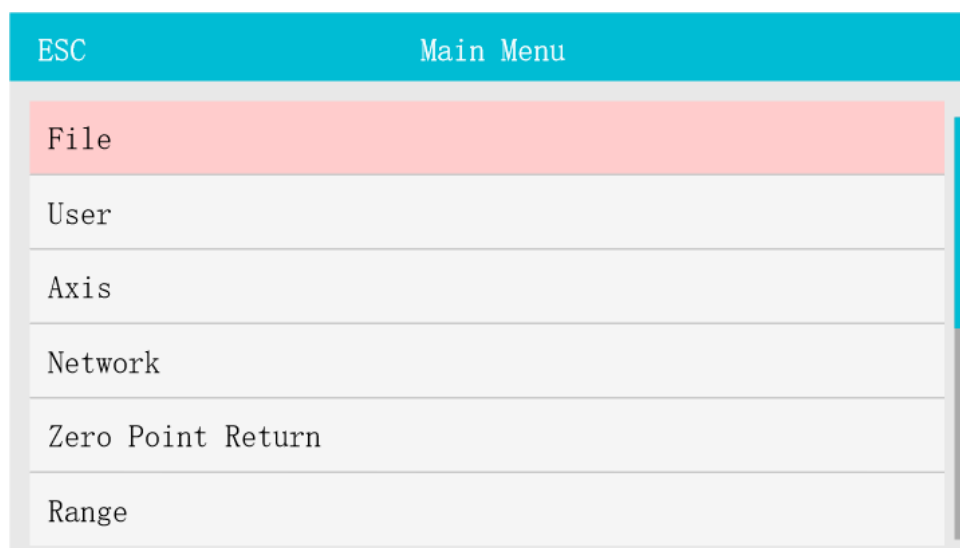 ESC Main Menu
File
User
Axis
Network
Zero Point Return
Range